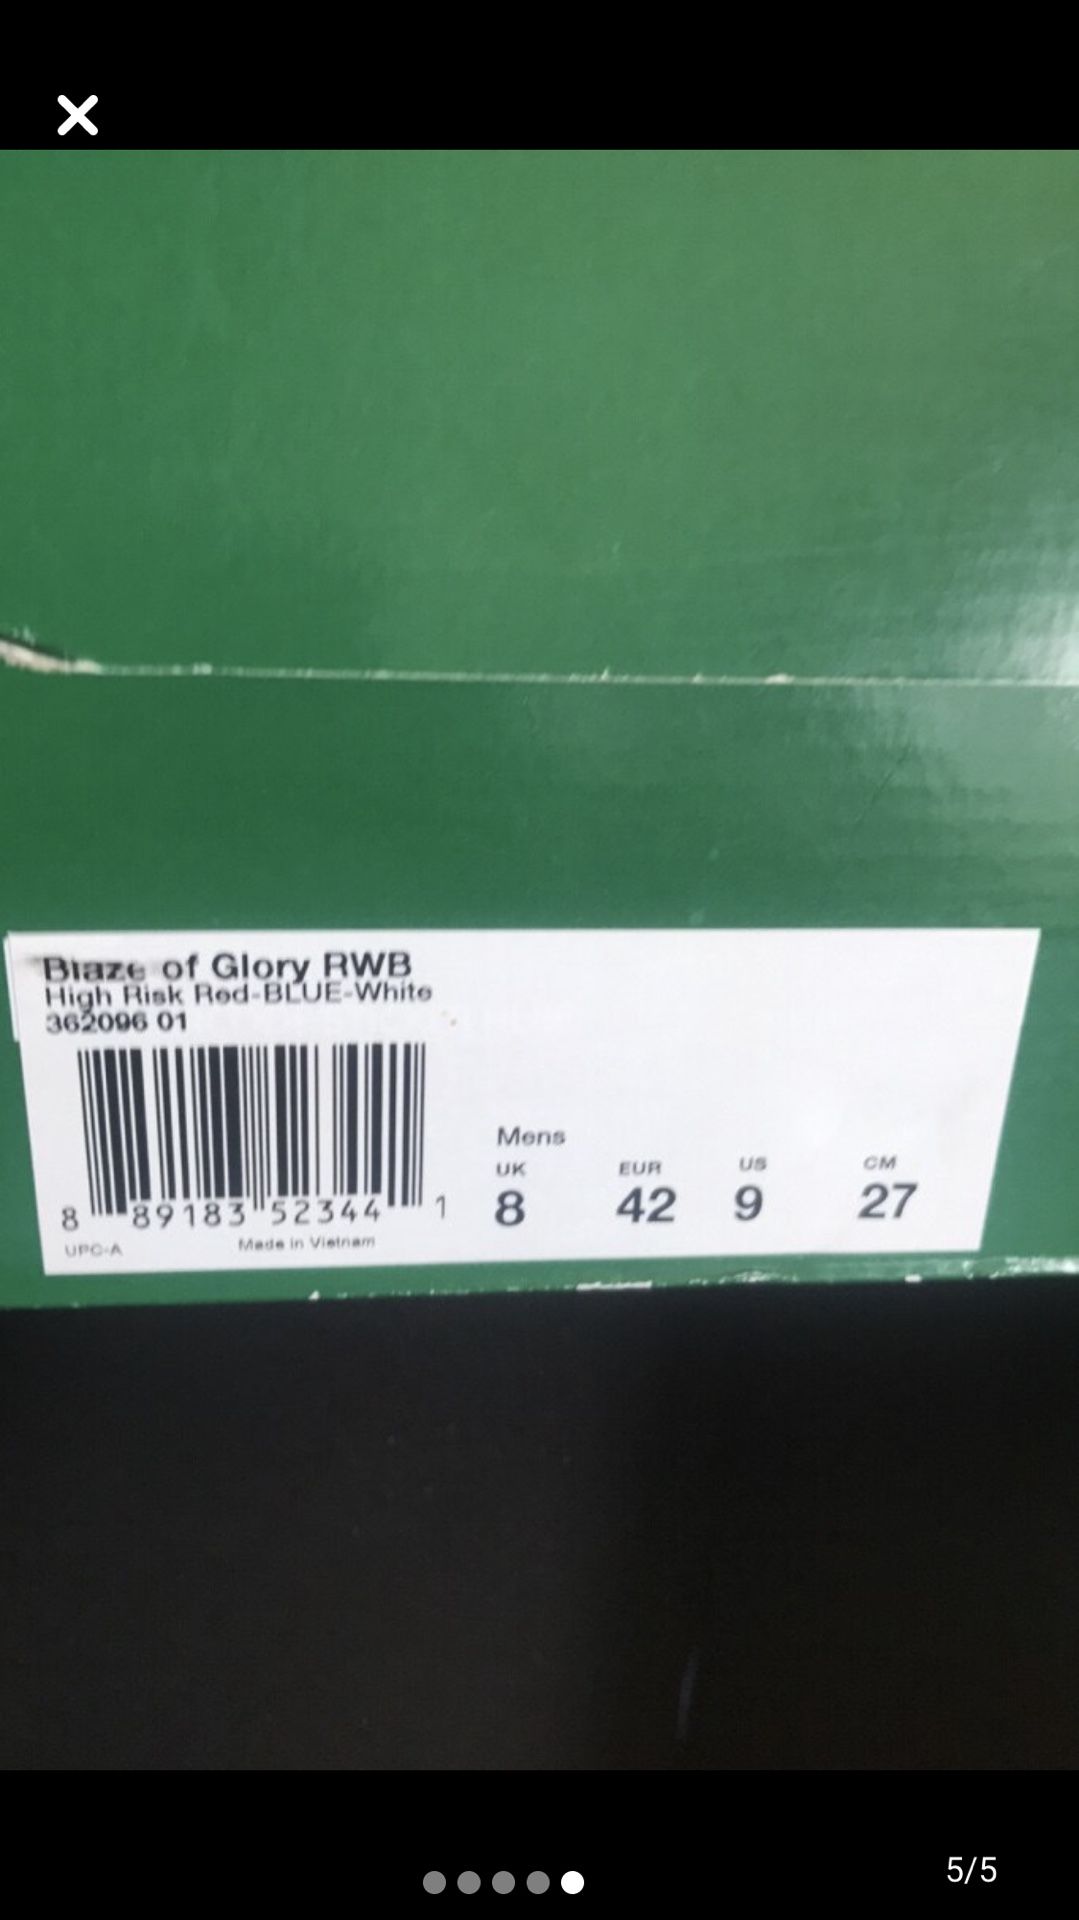 Blaze of Glory RWB
High Risk Red-BLUE-White
362096 01
8 89183 52344 1
UPC-A
Made in Vietnam
Mens
UK EUR US CM
8 42 9 27
5/5